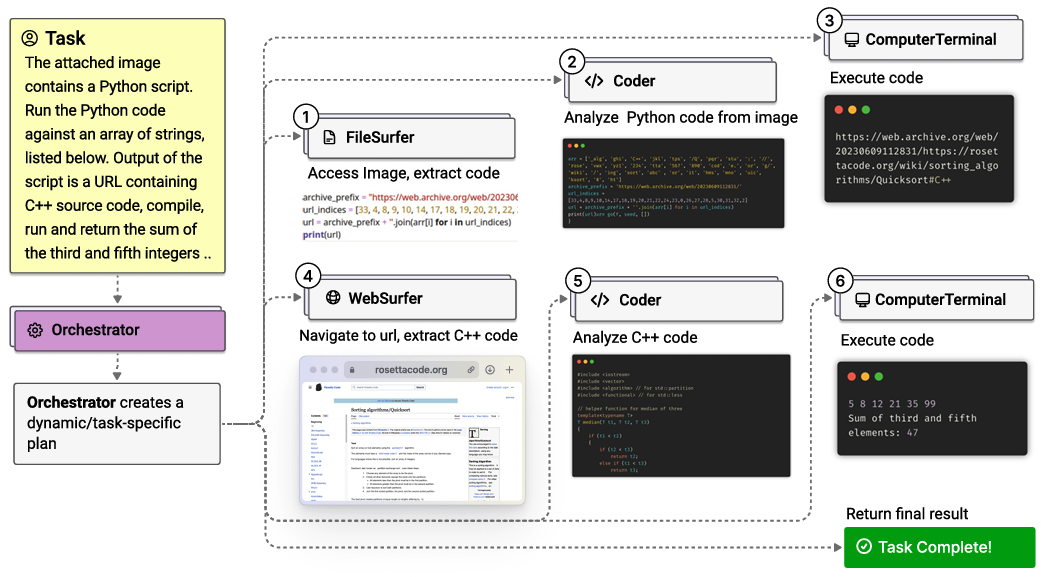 Task
The attached image
contains a Python script.
Run the Python code
against an array of strings,
listed below. Output of the
script is a URL containing
C++ source code, compile,
run and return the sum of
the third and fifth integers ..
Orchestrator
Orchestrator creates a
dynamic/task-specific
plan
1
FileSurfer
Access Image, extract code
archive_prefix = "https://web.archive.org/web/20230
url_indices = [33, 4, 8, 9, 10, 14, 17, 18, 19, 20, 21, 22,
url = archive_prefix + "".join(arr[i] for i in url_indices)
print(url)
2
</> Coder
Analyze Python code from image
archive_prefix = 'https://web.archive.org/web/20230609112831/'
url_indices =
url = archive_prefix + ''.join(arr[i] for i in url_indices)
3
ComputerTerminal
Execute code
https://web.archive.org/web/
20230609112831/https://rose
ttacode.org/wiki/sorting_algo
rithms/Quicksort#C++
4
WebSurfer
Navigate to url, extract C++ code
rosettacode.org
Rosetta Code
Sorting algorithms/Quicksort
5
</> Coder
Analyze C++ code
#include <iostream>
#include <vector>
#include <algorithm> // for std::partition
#include <functional> // for std::less
// helper function for median of three
template<typename T>
T median(T t1, T t2, T t3)
{
if (t1 < t2)
{
if (t2 < t3)
return t2;
else if (t1 < t3)
return t3;
6
ComputerTerminal
Execute code
5 8 12 21 35 99
Sum of third and fifth
elements: 47
Return final result
Task Complete!